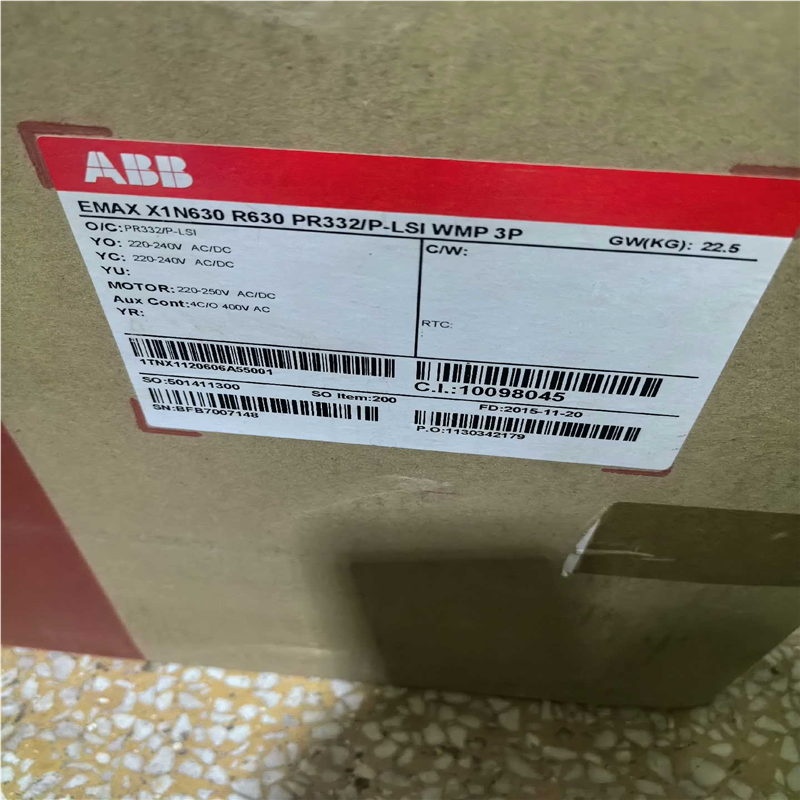 ABB
EMAX X1N630 R630 PR332/P-LSI WMP 3P GW(KG): 22.5
O/C:PR332/P-LSI
YO: 220-240V AC/DC
YC: 220-240V AC/DC
YU:
MOTOR:220-250V AC/DC
Aux Cont:4C/O 400V AC
YR:
C/W:
RTC:
1TNX1120606A55001
C.I.:10098045
SO:501411300 SO Item:200 FD:2015-11-20
SN:BFB7007148
P.O:1130342179